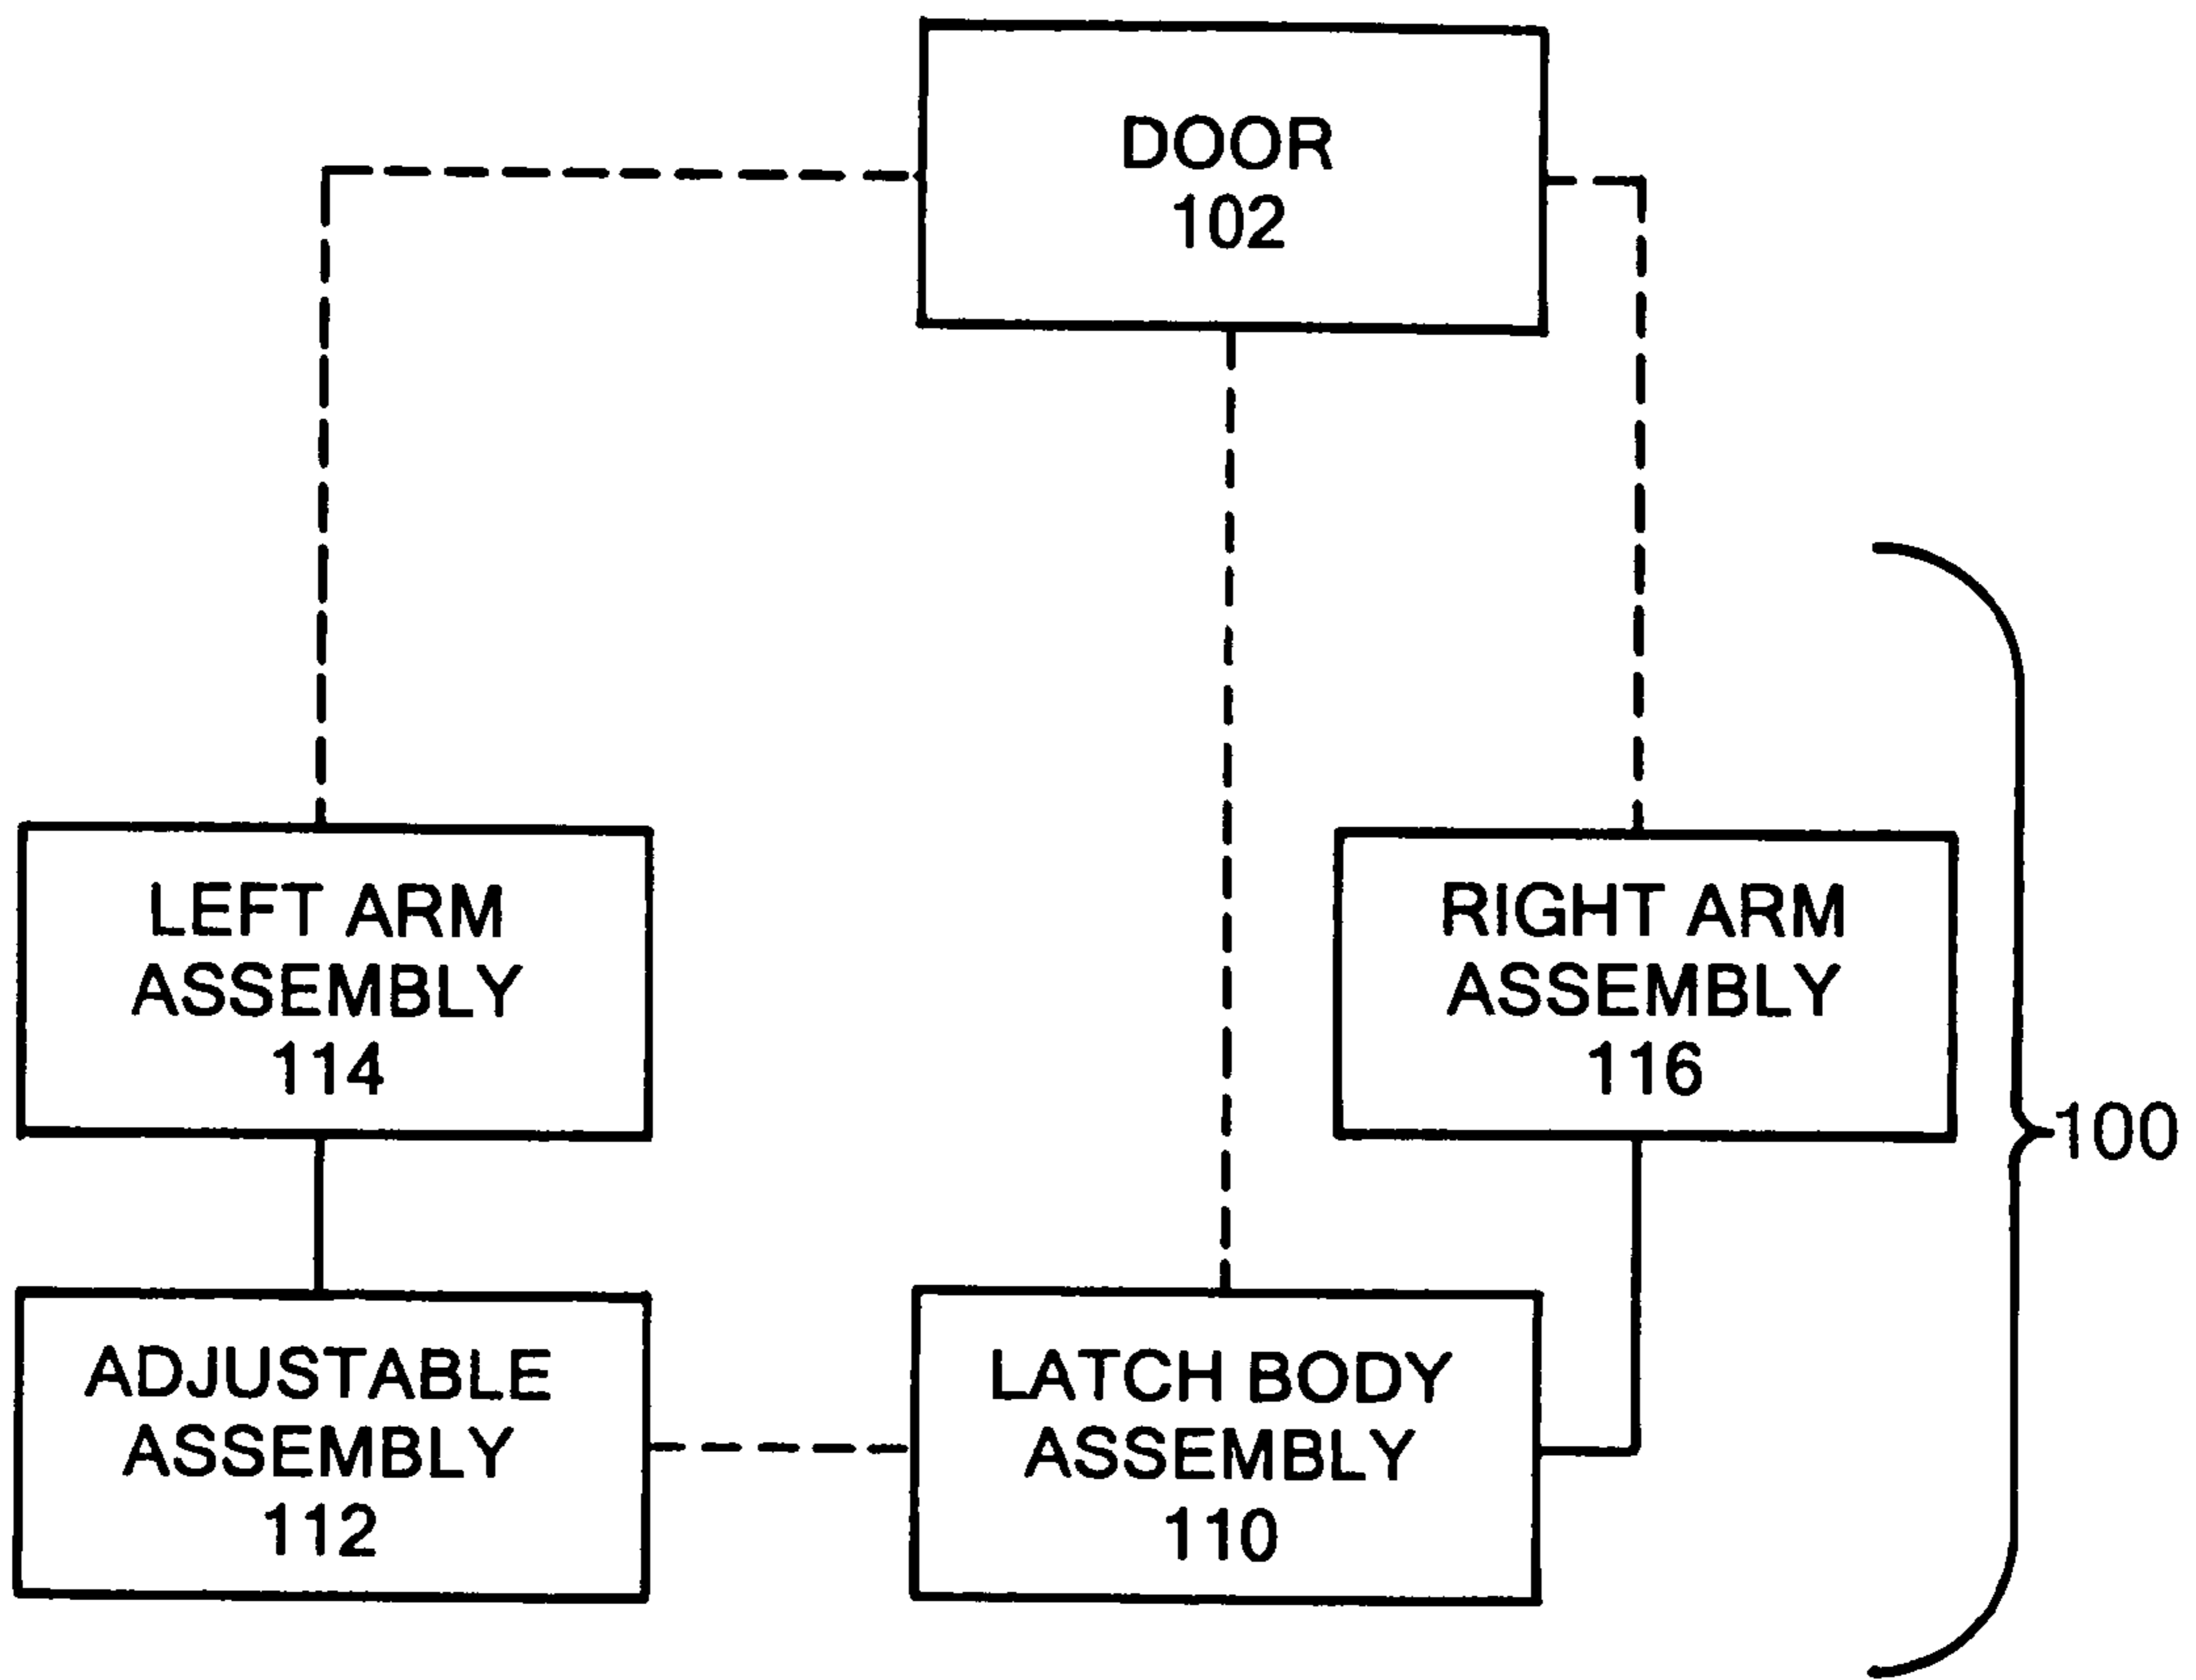 DOOR
102
LEFT ARM
ASSEMBLY
114
RIGHT ARM
ASSEMBLY
116
100
ADJUSTABLE
ASSEMBLY
112
LATCH BODY
ASSEMBLY
110